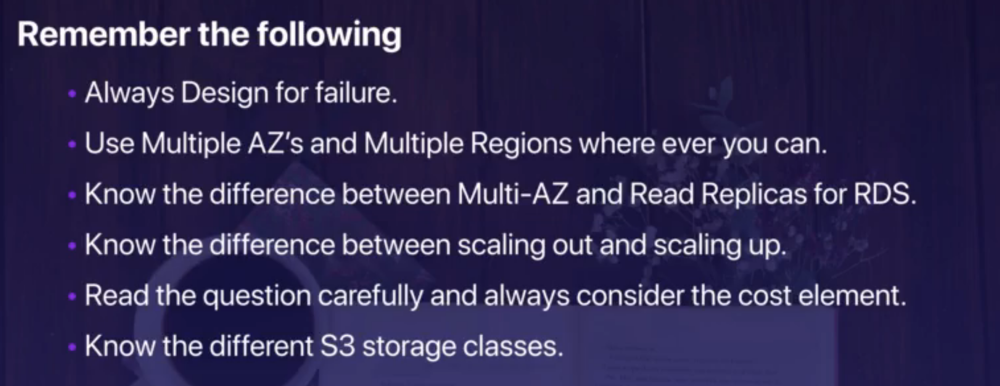 Remember the following
• Always Design for failure.
• Use Multiple AZ's and Multiple Regions where ever you can.
• Know the difference between Multi-AZ and Read Replicas for RDS.
• Know the difference between scaling out and scaling up.
• Read the question carefully and always consider the cost element.
• Know the different S3 storage classes.